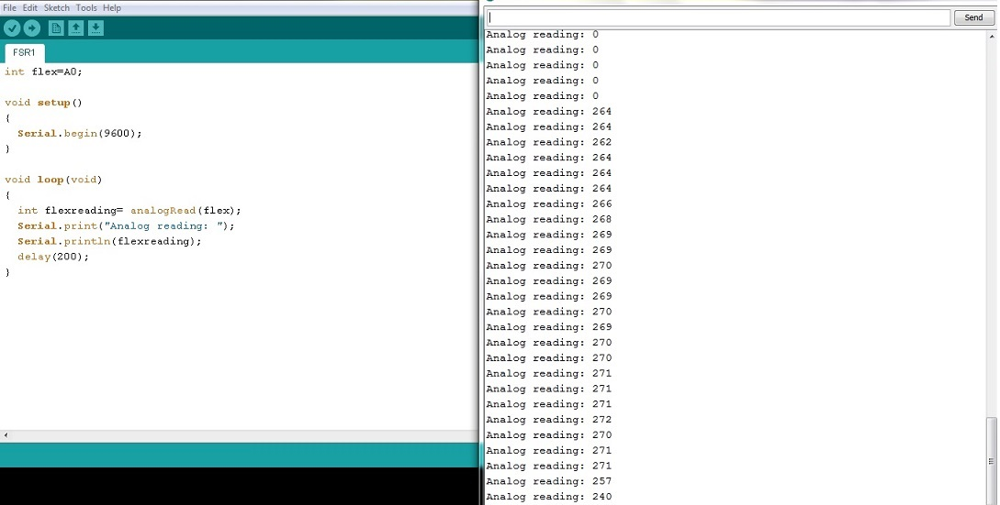 File Edit Sketch Tools Help
FSR1
int flex=A0;
void setup()
{
Serial.begin(9600);
}
void loop(void)
{
int flexreading= analogRead(flex);
Serial.print("Analog reading: ");
Serial.println(flexreading);
delay(200);
}
Send
Analog reading: 0
Analog reading: 0
Analog reading: 0
Analog reading: 0
Analog reading: 0
Analog reading: 264
Analog reading: 264
Analog reading: 262
Analog reading: 264
Analog reading: 264
Analog reading: 264
Analog reading: 266
Analog reading: 268
Analog reading: 269
Analog reading: 269
Analog reading: 270
Analog reading: 269
Analog reading: 269
Analog reading: 270
Analog reading: 269
Analog reading: 270
Analog reading: 270
Analog reading: 271
Analog reading: 271
Analog reading: 271
Analog reading: 272
Analog reading: 270
Analog reading: 271
Analog reading: 271
Analog reading: 257
Analog reading: 240